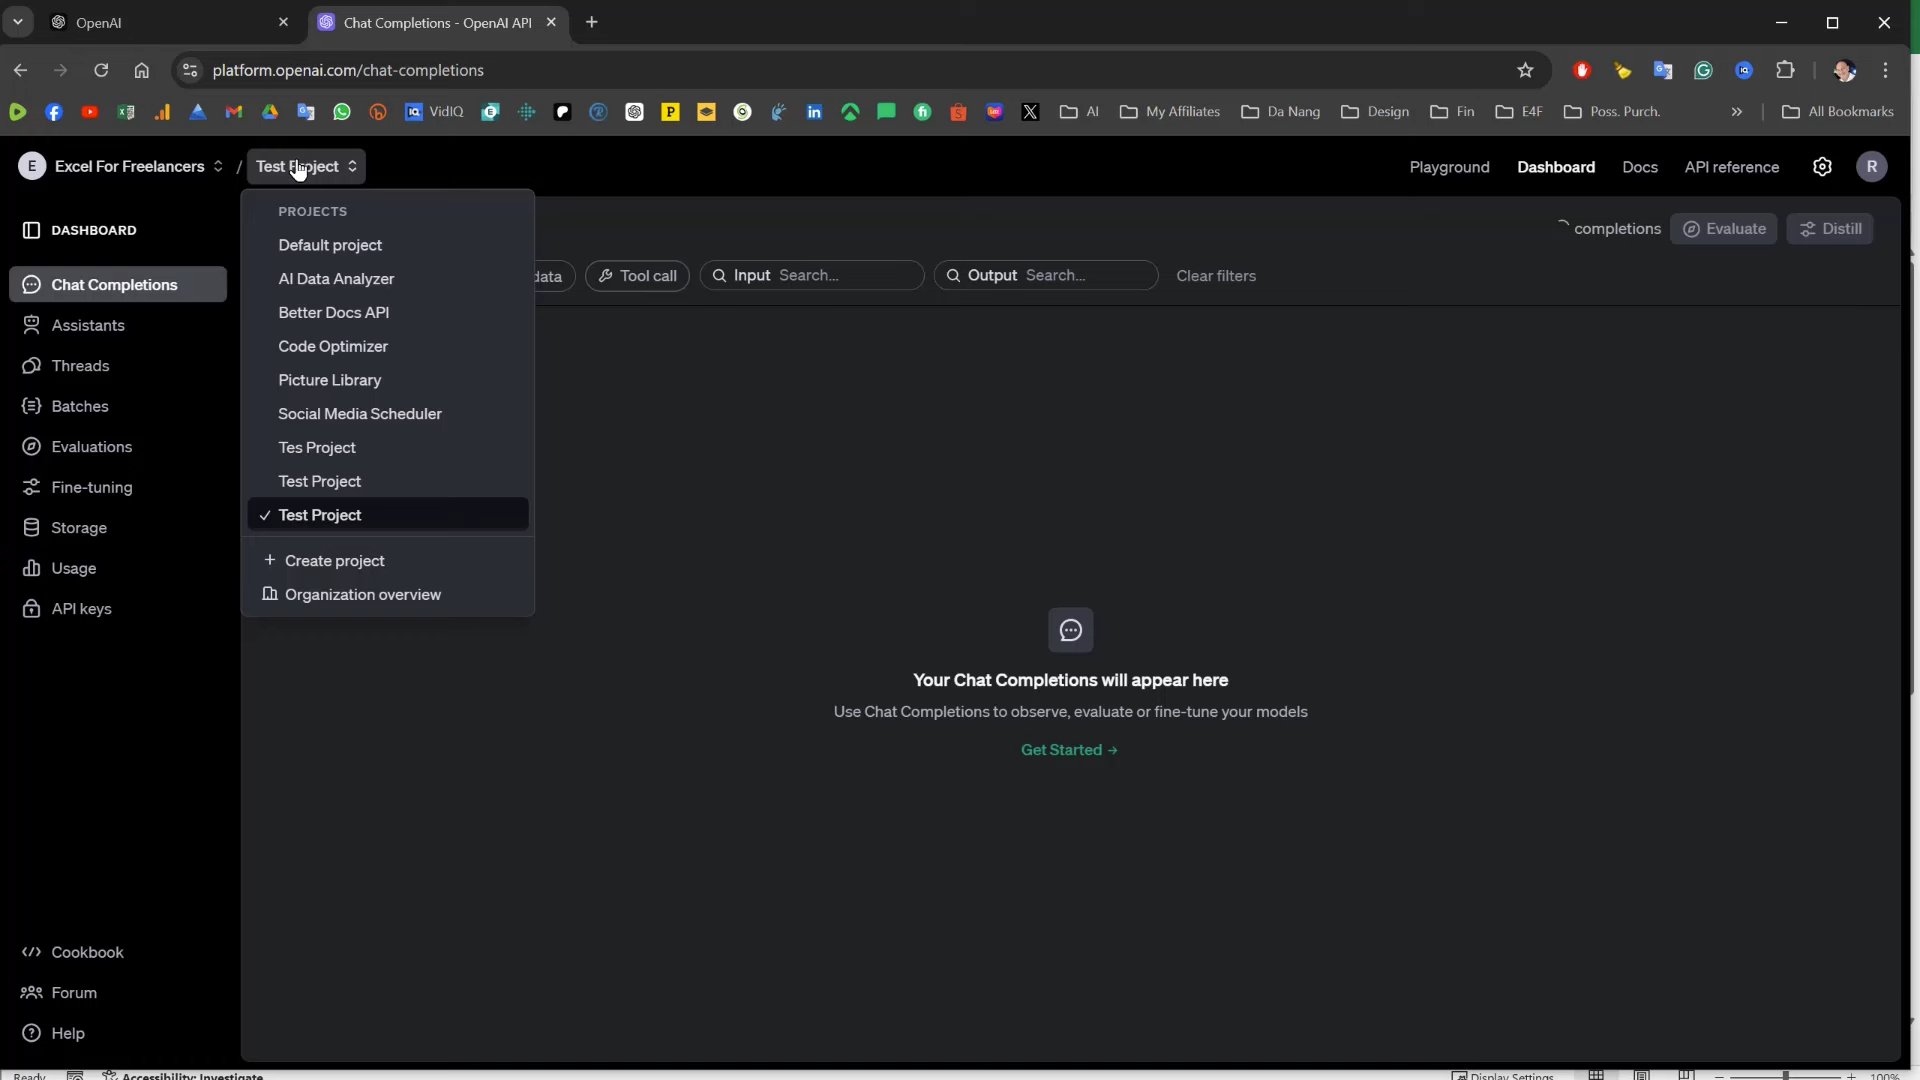 OpenAI
Chat Completions - OpenAI API
platform.openai.com/chat-completions
VidIQ
AI
My Affiliates
Da Nang
Design
Fin
E4F
Poss. Purch.
»
All Bookmarks
E
Excel For Freelancers
/
Test Project
Playground
Dashboard
Docs
API reference
R
DASHBOARD
Chat Completions
Assistants
Threads
Batches
Evaluations
Fine-tuning
Storage
Usage
API keys
Cookbook
Forum
Help
PROJECTS
Default project
AI Data Analyzer
Better Docs API
Code Optimizer
Picture Library
Social Media Scheduler
Tes Project
Test Project
Test Project
+ Create project
Organization overview
completions
Evaluate
Distill
data
Tool call
Input Search...
Output Search...
Clear filters
Your Chat Completions will appear here
Use Chat Completions to observe, evaluate or fine-tune your models
Get Started →
Ready
Accessibility: Investigate
Display Settings
100%